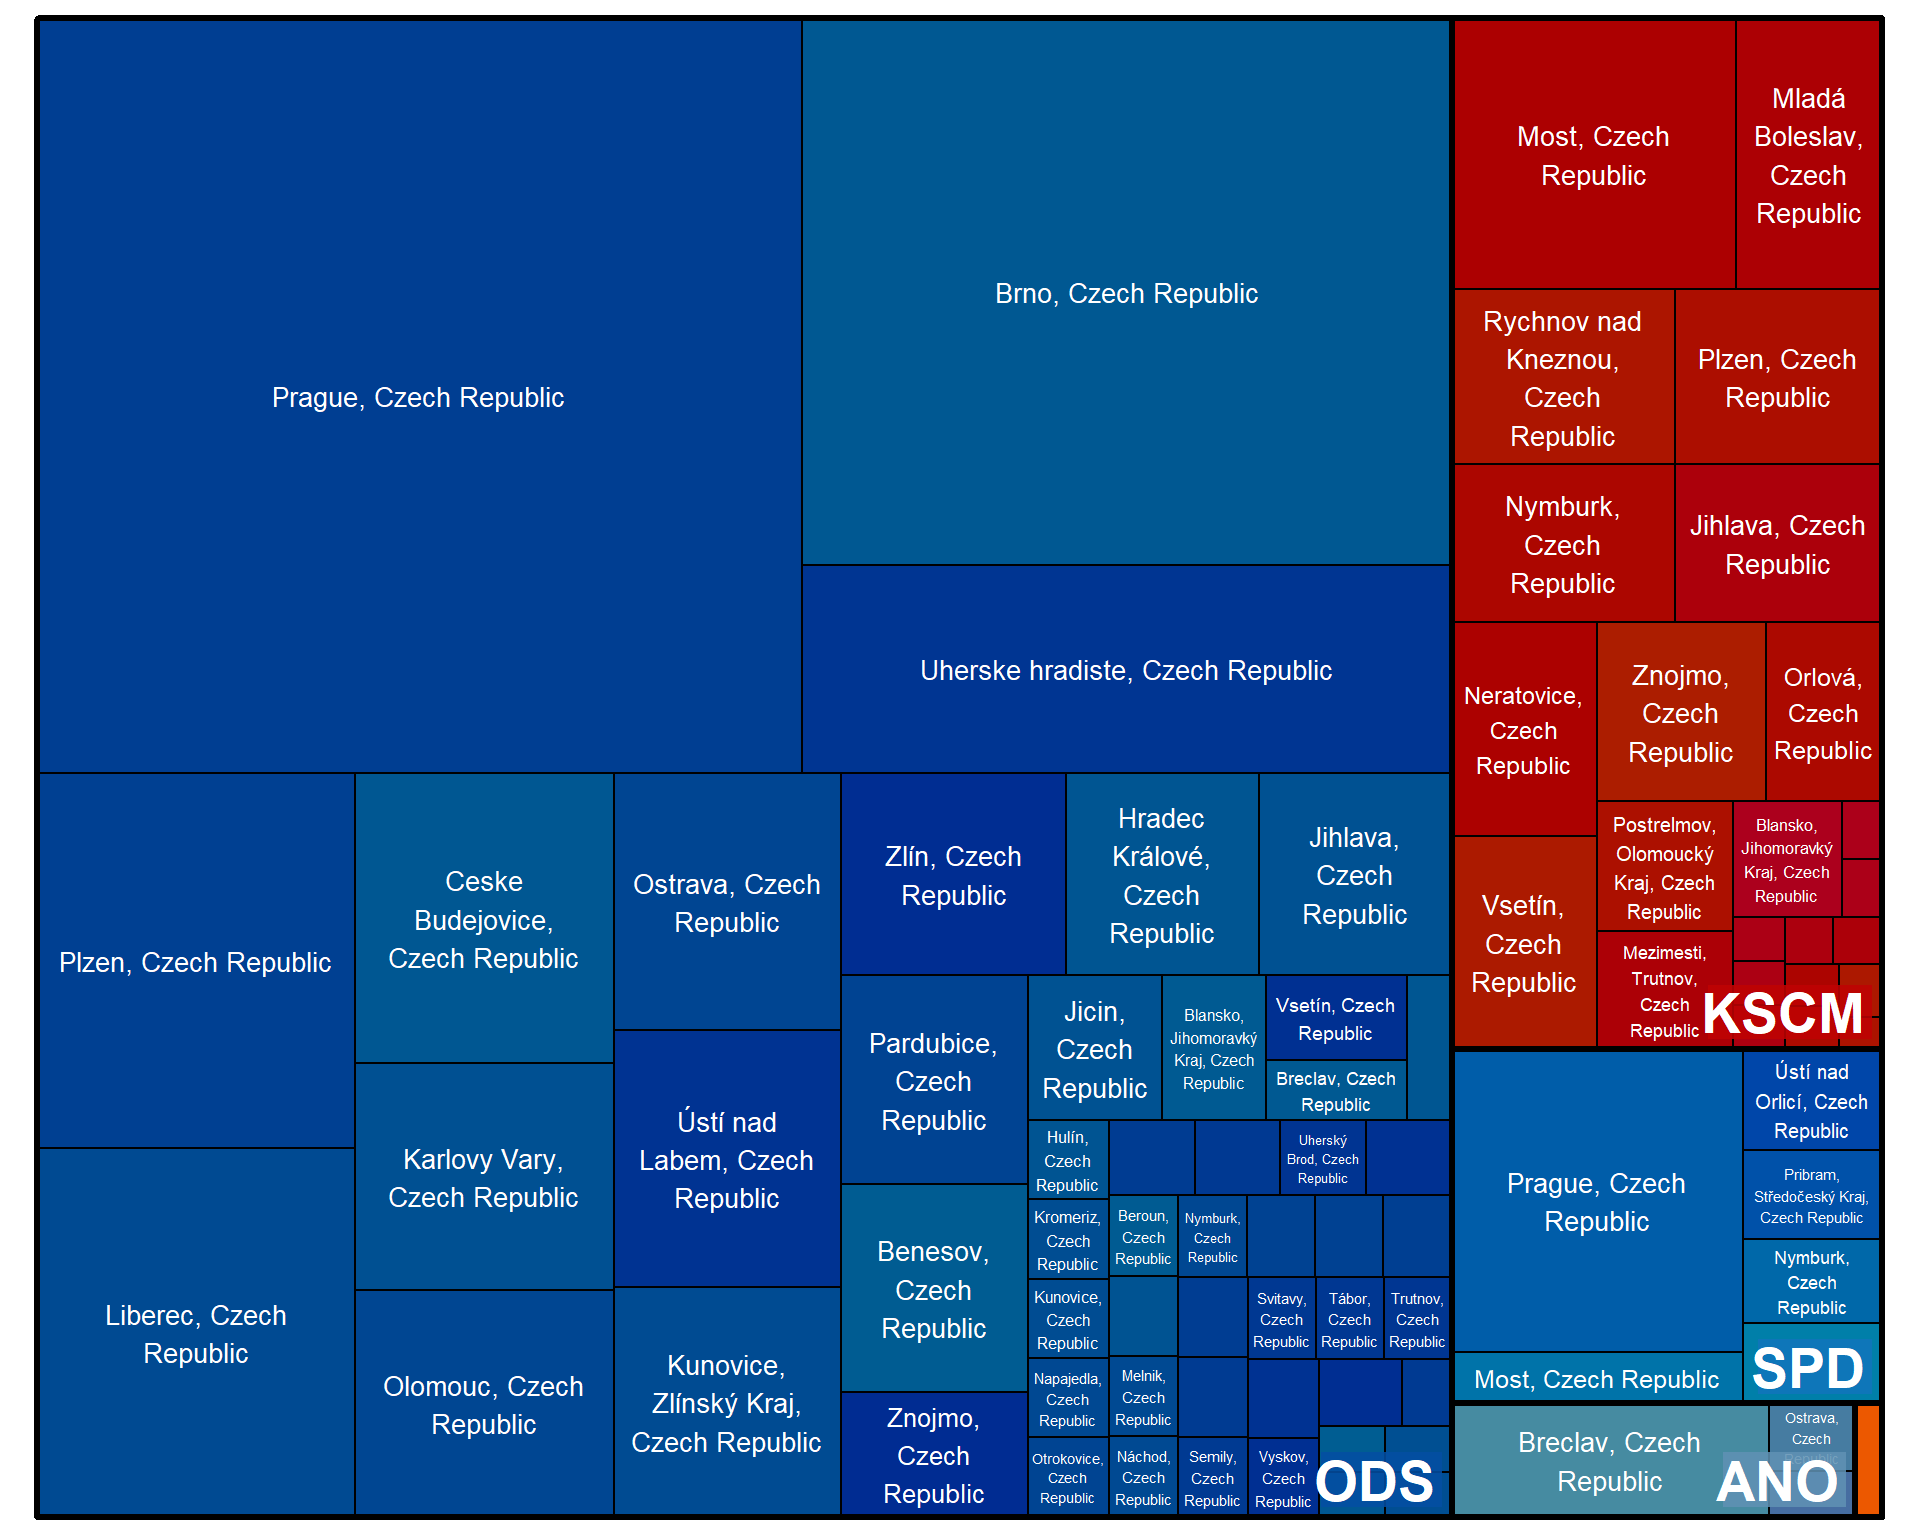 Prague, Czech Republic
Brno, Czech Republic
Uherske hradiste, Czech Republic
Plzen, Czech Republic
Liberec, Czech
Republic
Ceske
Budejovice,
Czech Republic
Karlovy Vary,
Czech Republic
Olomouc, Czech
Republic
Ostrava, Czech
Republic
Ústí nad
Labem, Czech
Republic
Kunovice,
Zlínský Kraj,
Czech Republic
Zlín, Czech
Republic
Hradec
Králové,
Czech
Republic
Jihlava,
Czech
Republic
Pardubice,
Czech
Republic
Benesov,
Czech
Republic
Znojmo,
Czech
Republic
Jicin,
Czech
Republic
Blansko,
Jihomoravký
Kraj, Czech
Republic
Vsetín, Czech
Republic
Breclav, Czech
Republic
Hulín,
Czech
Republic
Kromeriz,
Czech
Republic
Kunovice,
Czech
Republic
Napajedla,
Czech
Republic
Otrokovice,
Czech
Republic
Uherský
Brod, Czech
Republic
Beroun,
Czech
Republic
Nymburk,
Czech
Republic
Melnik,
Czech
Republic
Náchod,
Czech
Republic
Semily,
Czech
Republic
Svitavy,
Czech
Republic
Tábor,
Czech
Republic
Trutnov,
Czech
Republic
Vyskov,
Czech
Republic
ODS
Most, Czech
Republic
Mladá
Boleslav,
Czech
Republic
Rychnov nad
Kneznou,
Czech
Republic
Plzen, Czech
Republic
Nymburk,
Czech
Republic
Jihlava, Czech
Republic
Neratovice,
Czech
Republic
Znojmo,
Czech
Republic
Orlová,
Czech
Republic
Vsetín,
Czech
Republic
Postrelmov,
Olomoucký
Kraj, Czech
Republic
Blansko,
Jihomoravký
Kraj, Czech
Republic
Mezimesti,
Trutnov,
Czech
Republic
KSCM
Prague, Czech
Republic
Most, Czech Republic
Ústí nad
Orlicí, Czech
Republic
Pribram,
Středočeský Kraj,
Czech Republic
Nymburk,
Czech
Republic
SPD
Breclav, Czech
Republic
Ostrava,
Czech
ANO